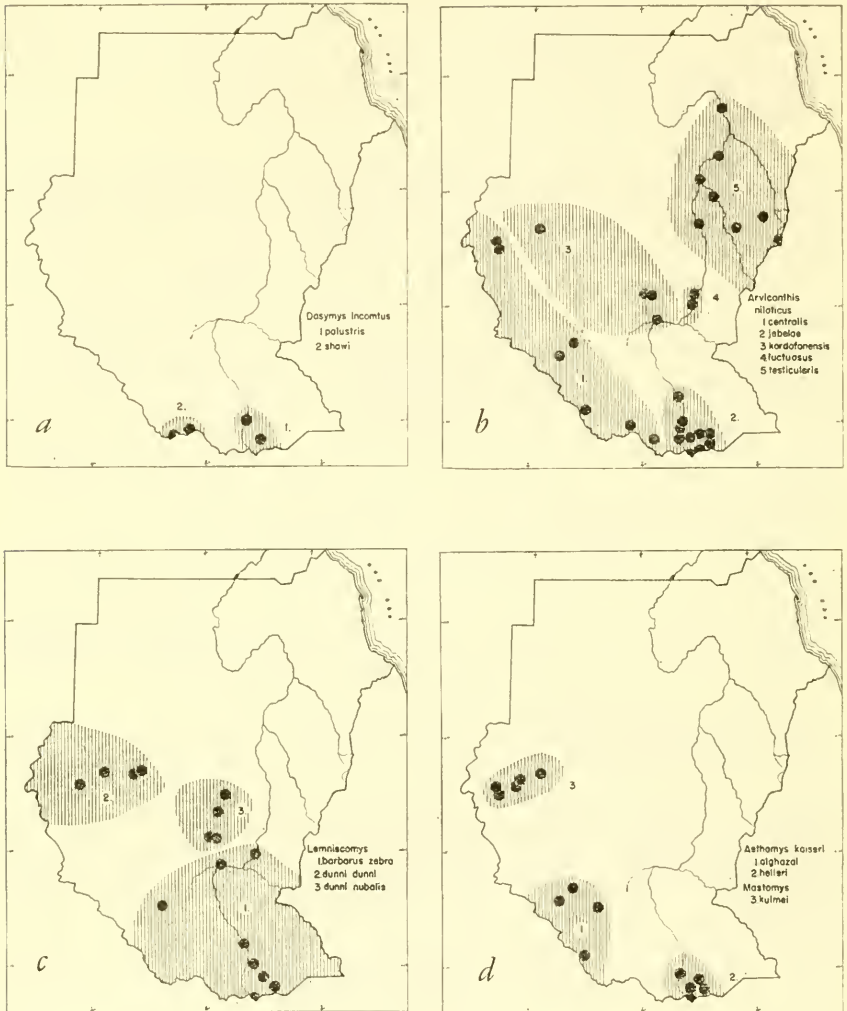 Dasymys incomtus
1 palustris
2 shawi
2.
1.
a
3
5
4
1.
2.
Arvicanthis
niloticus
1 centralis
2 jebelae
3 kordofanensis
4 luctuosus
5 testicularis
b
2.
3
1.
Lemniscomys
1. barbarus zebra
2 dunni dunni
3 dunni nubalis
c
3
1
2
Aethomys kaiseri
1. alghazal
2. helleri
Mastomys
3. kulmei
d